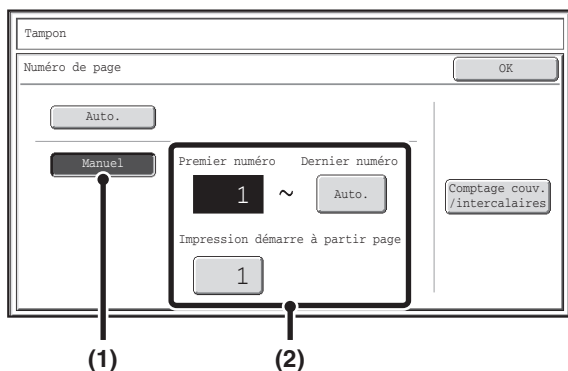 Tampon
Numéro de page
OK
Auto.
Manuel
Premier numéro
Dernier numéro
1
~
Auto.
Impression démarre à partir page
1
Comptage couv.
/intercalaires
(1)
(2)